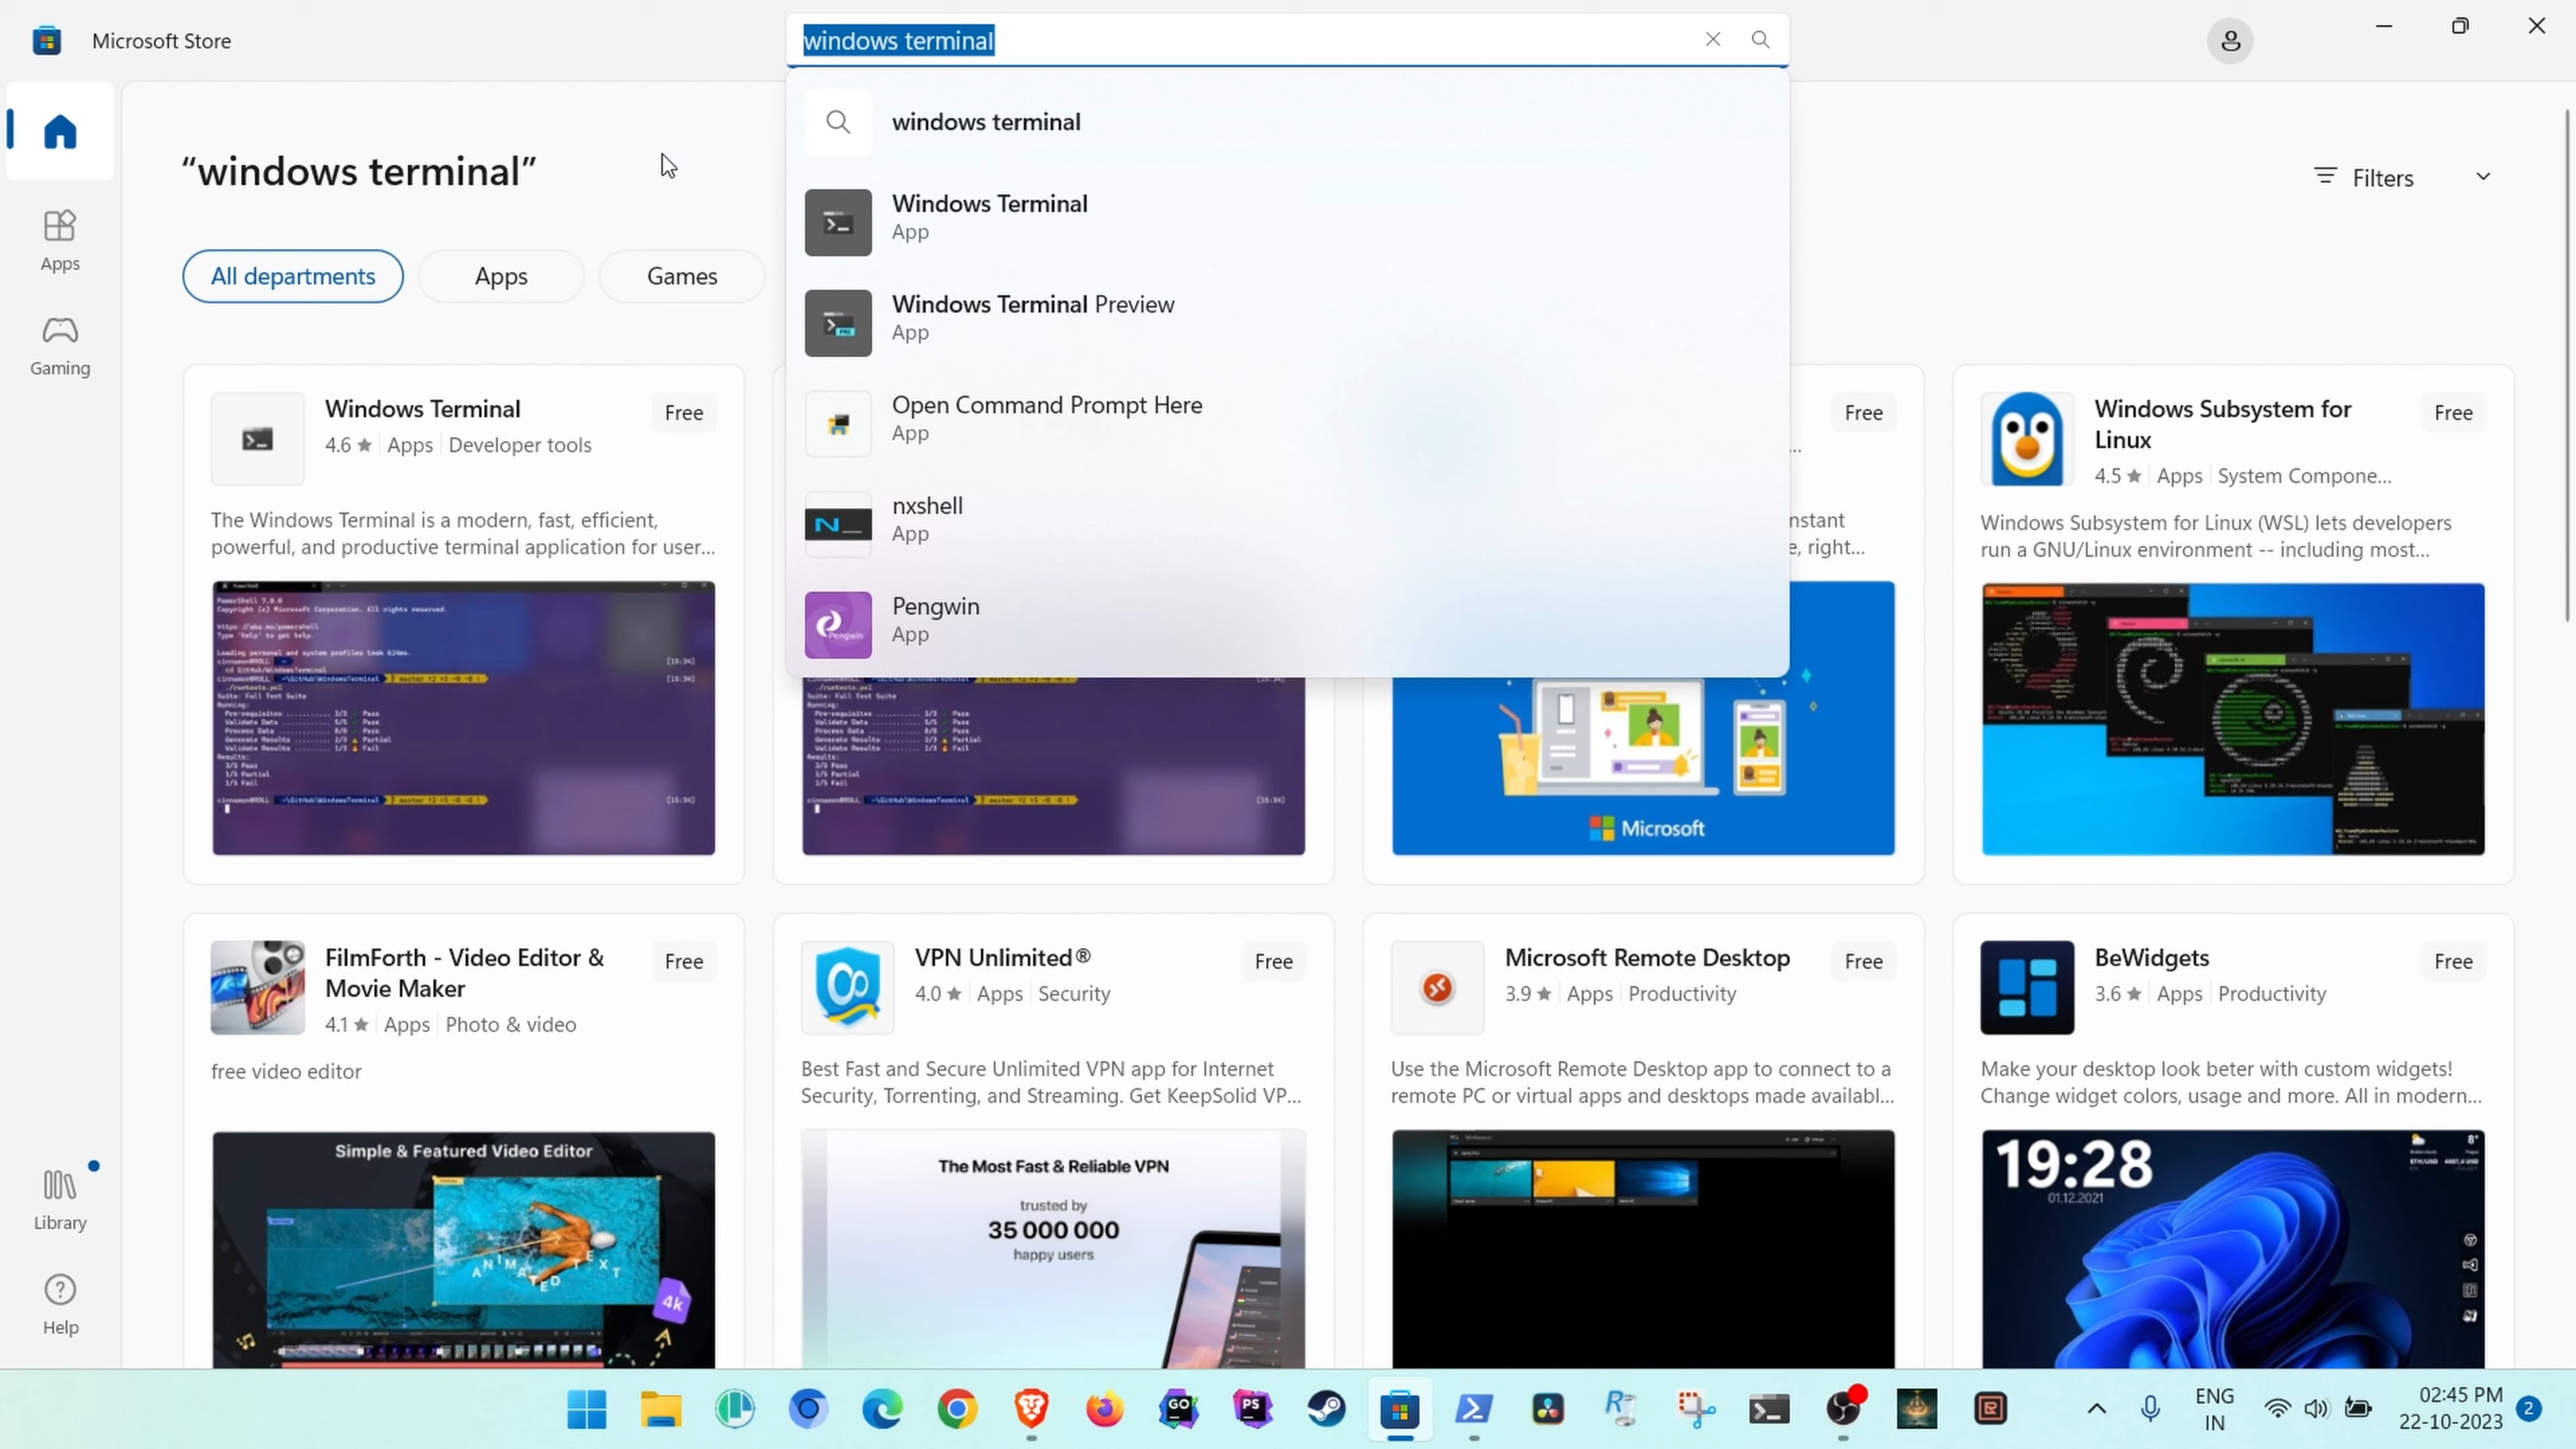 Microsoft Store
windows terminal
windows terminal
Windows Terminal
App
Windows Terminal Preview
App
Open Command Prompt Here
App
nxshell
App
Pengwin
App
Home
Apps
Gaming
Library
Help
“windows terminal”
Filters
All departments
Apps
Games
Windows Terminal
Free
4.6 ★ Apps Developer tools
The Windows Terminal is a modern, fast, efficient,
powerful, and productive terminal application for user...
Free
...
nstant
e, right...
Microsoft
Windows Subsystem for
Linux
Free
4.5 ★ Apps System Compone...
Windows Subsystem for Linux (WSL) lets developers
run a GNU/Linux environment -- including most...
FilmForth - Video Editor &
Movie Maker
Free
4.1 ★ Apps Photo & video
free video editor
Simple & Featured Video Editor
ANIMATED TEXT
4k
VPN Unlimited®
Free
4.0 ★ Apps Security
Best Fast and Secure Unlimited VPN app for Internet
Security, Torrenting, and Streaming. Get KeepSolid VP...
The Most Fast & Reliable VPN
trusted by
35 000 000
happy users
Microsoft Remote Desktop
Free
3.9 ★ Apps Productivity
Use the Microsoft Remote Desktop app to connect to a
remote PC or virtual apps and desktops made availabl...
BeWidgets
Free
3.6 ★ Apps Productivity
Make your desktop look beter with custom widgets!
Change widget colors, usage and more. All in modern...
19:28
01.12.2021
8°
GO
PS
ENG
IN
02:45 PM
22-10-2023
2